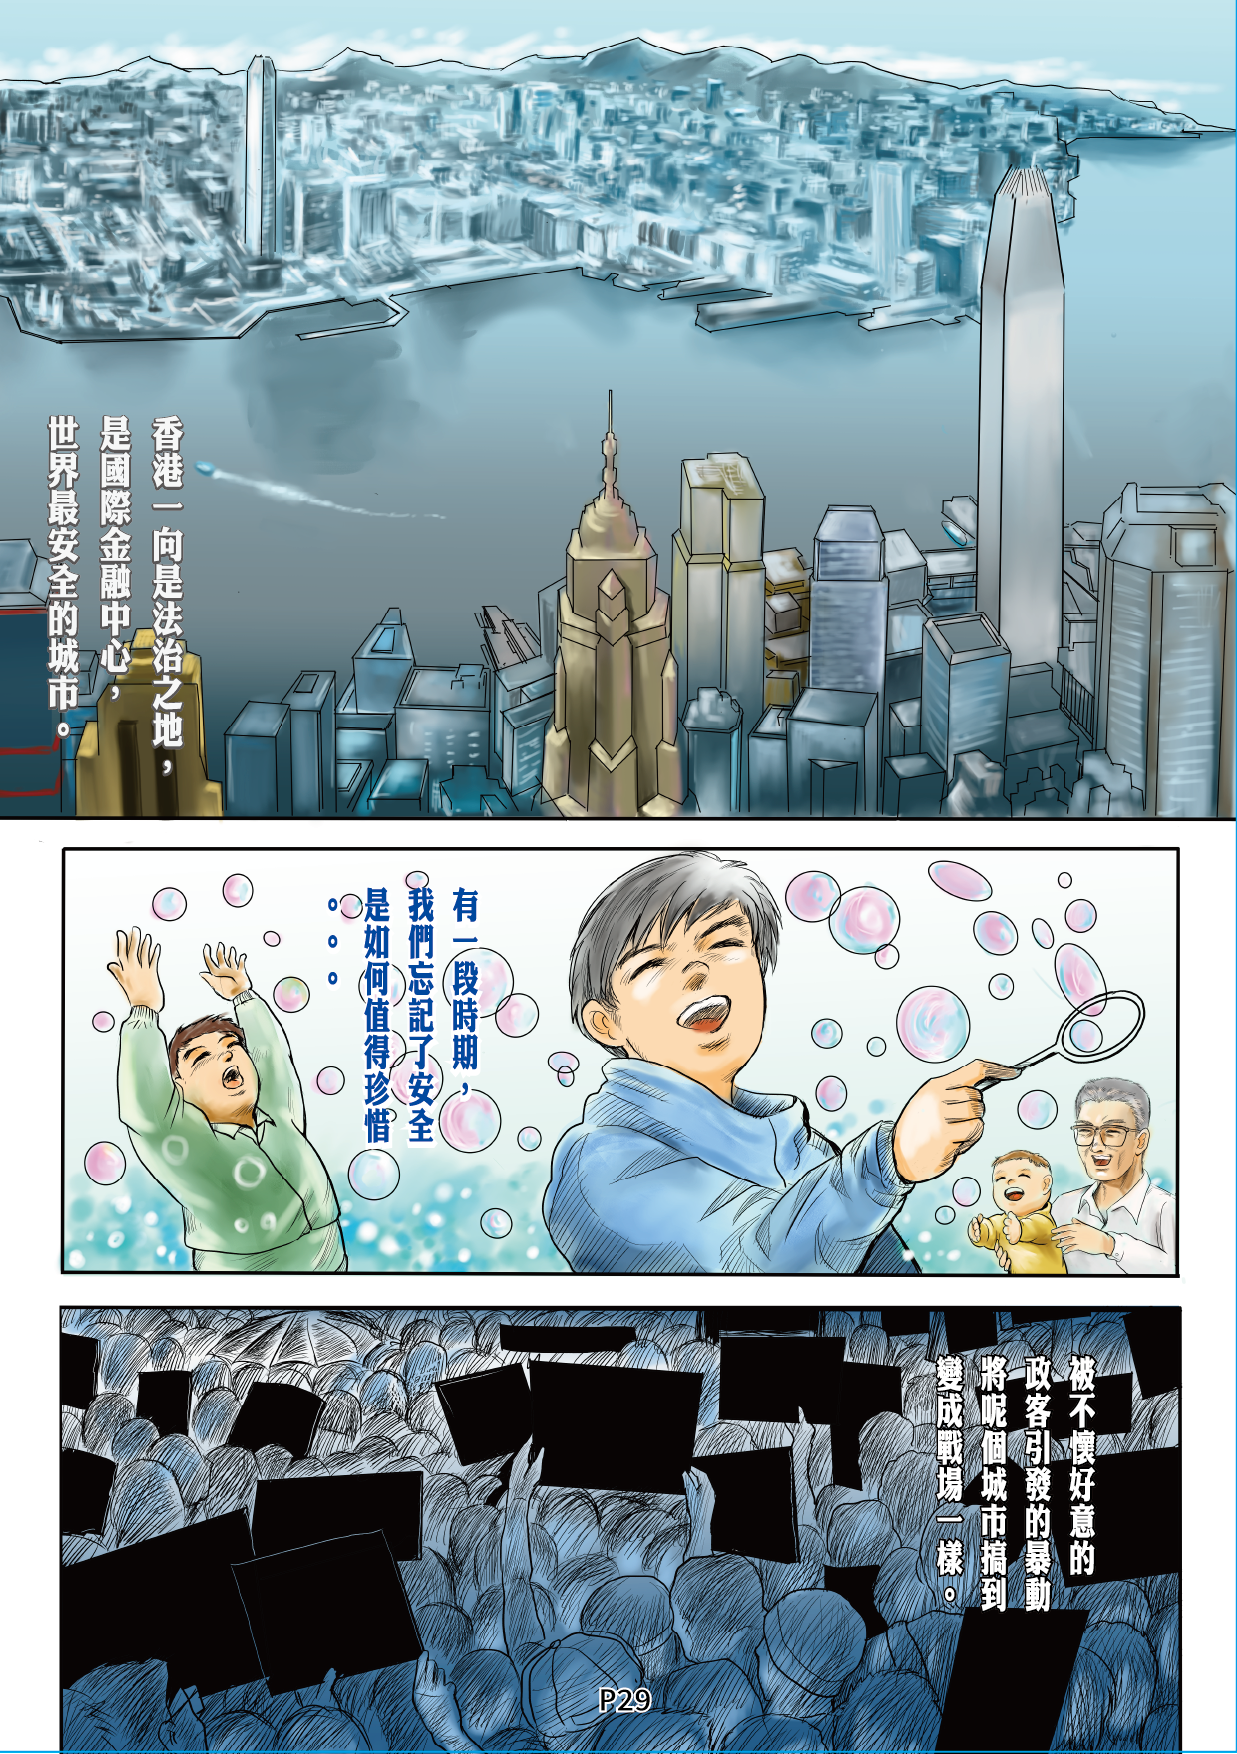 香港一向是法治之地，
是國際金融中心，
世界最安全的城市。
有一段時期，
我們忘記了安全
是如何值得珍惜
。。。
被不懷好意的
政客引發的暴動
將呢個城市搞到
變成戰場一樣。
P29